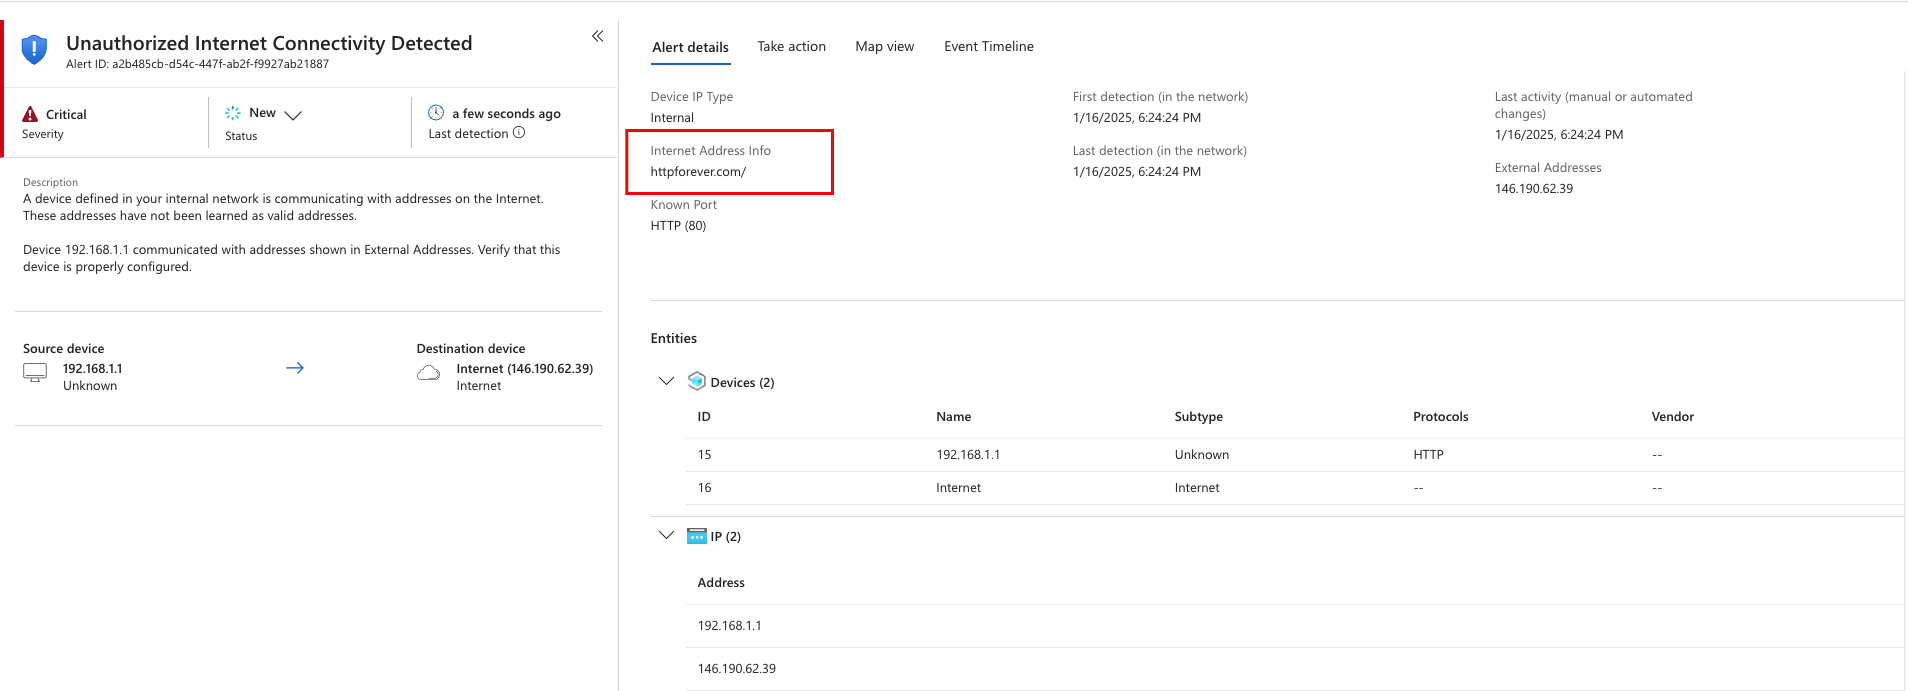 Unauthorized Internet Connectivity Detected
Alert ID: a2b485cb-d54c-447f-ab2f-f9927ab21887
Critical
Severity
New
Status
a few seconds ago
Last detection
Description
A device defined in your internal network is communicating with addresses on the Internet.
These addresses have not been learned as valid addresses.
Device 192.168.1.1 communicated with addresses shown in External Addresses. Verify that this
device is properly configured.
Source device
192.168.1.1
Unknown
Destination device
Internet (146.190.62.39)
Internet
Alert details Take action Map view Event Timeline
Device IP Type
Internal
Internet Address Info
httpforever.com/
Known Port
HTTP (80)
First detection (in the network)
1/16/2025, 6:24:24 PM
Last detection (in the network)
1/16/2025, 6:24:24 PM
Last activity (manual or automated
changes)
1/16/2025, 6:24:24 PM
External Addresses
146.190.62.39
Entities
Devices (2)
ID Name Subtype Protocols Vendor
15 192.168.1.1 Unknown HTTP --
16 Internet Internet -- --
IP (2)
Address
192.168.1.1
146.190.62.39